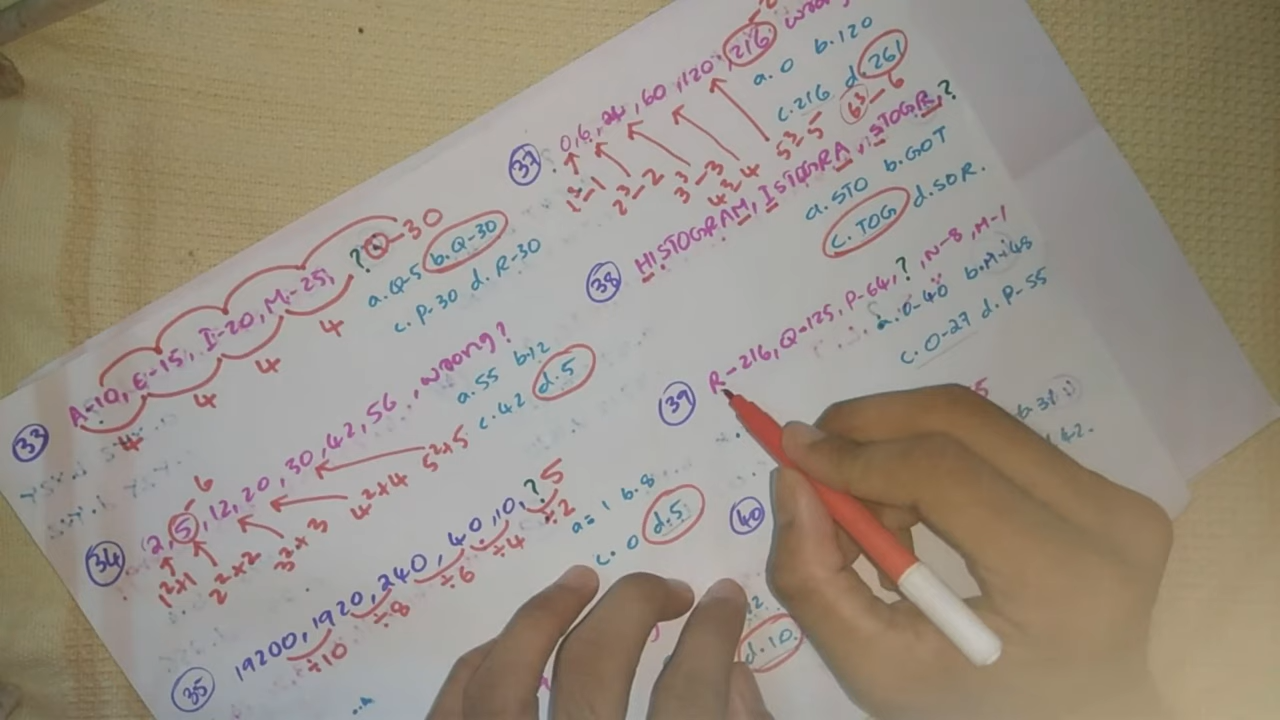 33 A-10, E-15, I-20, M-25, ? Q-30
4 4 4 4
a. Q-5 b. Q-30
c. P-30 d. R-30
34 2, 5, 12, 20, 30, 42, 56, wrong?
6
1²+1 2²+2 3²+3 4²+4 5²+5
a. 55 b. 12
c. 42 d. 5
35 19200, 1920, 240, 40, 10, ? 5
÷10 ÷8 ÷6 ÷4 ÷2
a = 1 b. 8
c. 0 d. 5
37 0, 6, 24, 60, 120, 216 wrong
1³-1 2³-2 3³-3 4³-4 5³-5 6³-6
a. 0 b. 120
c. 216 d. 261
38 HISTOGRAM, ISTOGRA, STOGR, ?
a. STO b. GOT
c. TOG d. SOR.
39 R-216, Q-125, P-64, ?, N-8, M-1
a. O-40 b. M-48
c. O-27 d. P-55
40
d. 10